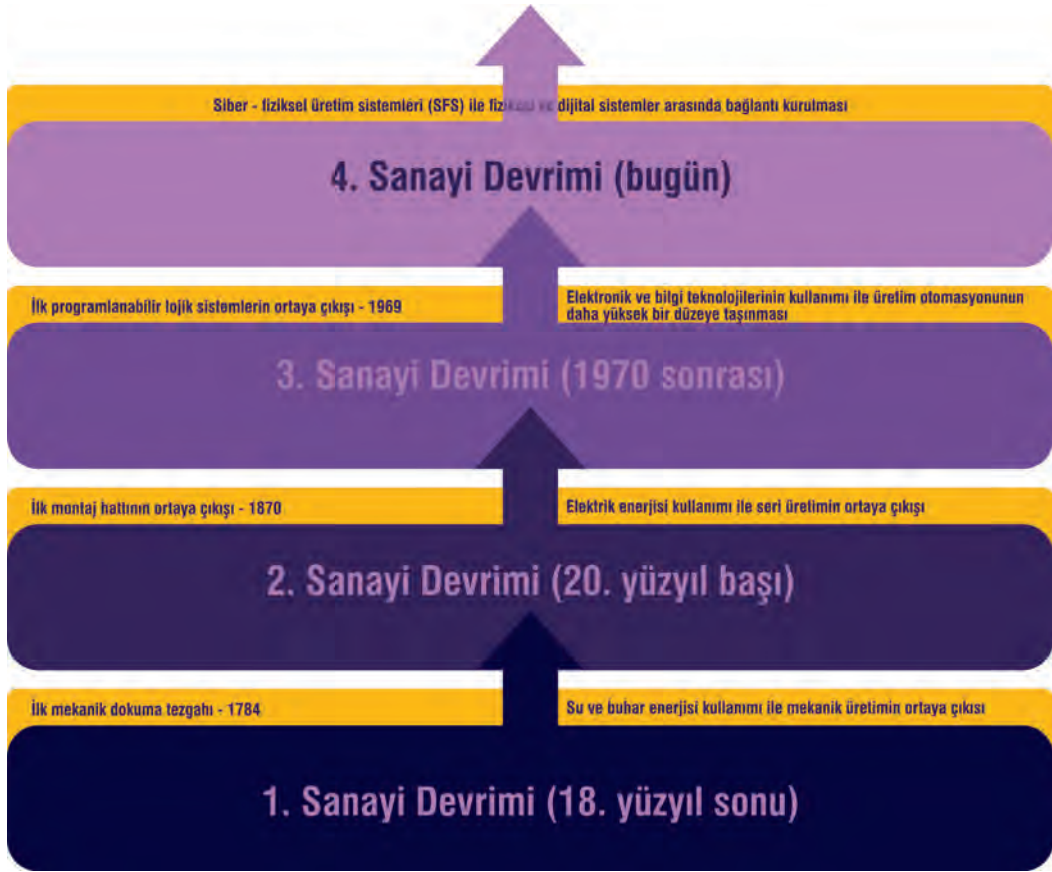 Siber - fiziksel üretim sistemleri (SFS) ile fiziksel ve dijital sistemler arasında bağlantı kurulması
4. Sanayi Devrimi (bugün)
İlk programlanabilir lojik sistemlerin ortaya çıkışı - 1969
Elektronik ve bilgi teknolojilerinin kullanımı ile üretim otomasyonunun
daha yüksek bir düzeye taşınması
3. Sanayi Devrimi (1970 sonrası)
İlk montaj hattının ortaya çıkışı - 1870
Elektrik enerjisi kullanımı ile seri üretimin ortaya çıkışı
2. Sanayi Devrimi (20. yüzyıl başı)
İlk mekanik dokuma tezgahı - 1784
Su ve buhar enerjisi kullanımı ile mekanik üretimin ortaya çıkısı
1. Sanayi Devrimi (18. yüzyıl sonu)